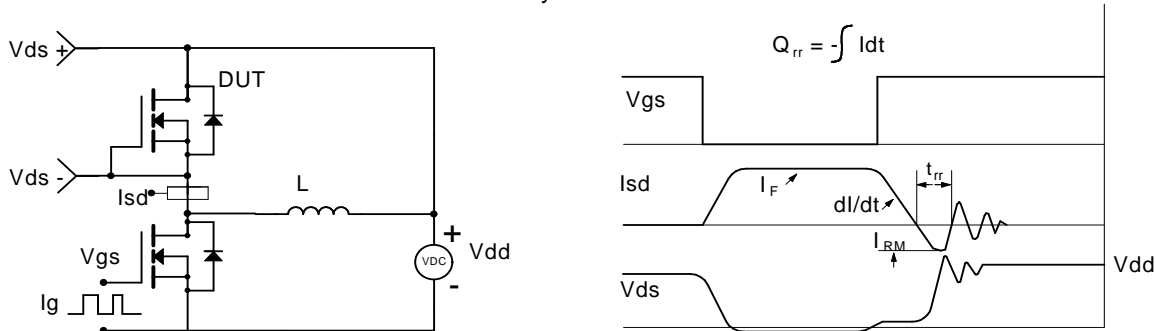 Vds +
DUT
Vds -
Isd
L
Vgs
Ig
VDC
+
-
Vdd
Q rr = - ∫ Idt
Vgs
Isd
I F
dI/dt
t rr
I RM
Vds
Vdd